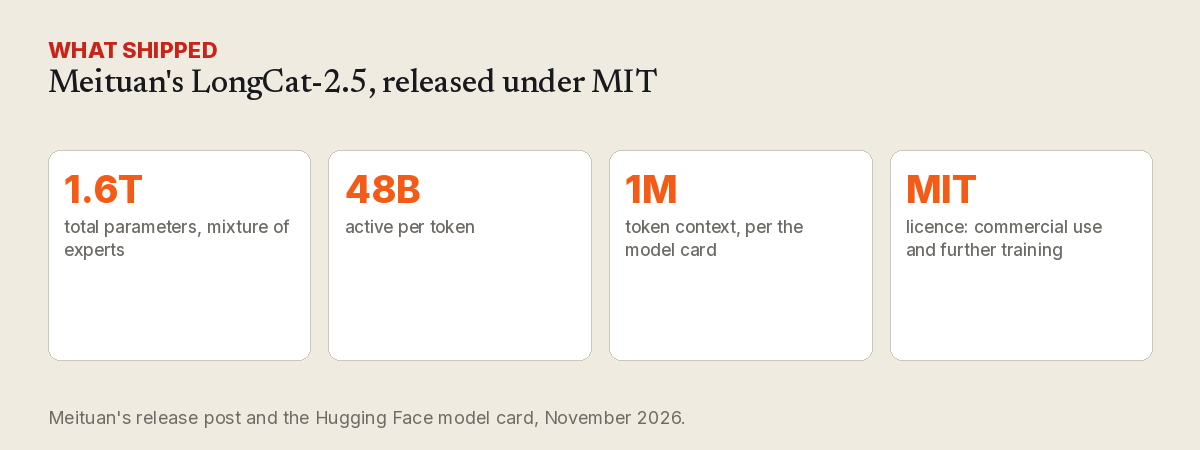 WHAT SHIPPED
Meituan's LongCat-2.5, released under MIT
1.6T
total parameters, mixture of
experts
48B
active per token
1M
token context, per the
model card
MIT
licence: commercial use
and further training
Meituan's release post and the Hugging Face model card, November 2026.